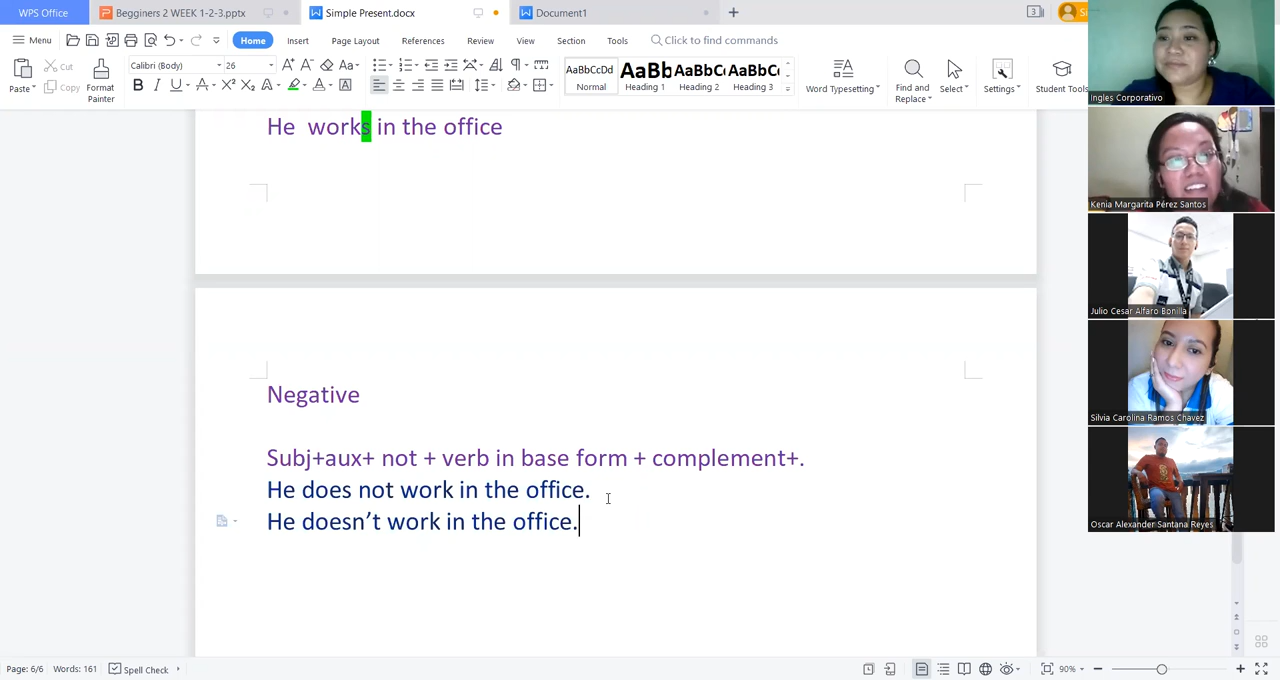 WPS Office
Begginers 2 WEEK 1-2-3.pptx
Simple Present.docx
Document1
3
Menu
Home
Insert
Page Layout
References
Review
View
Section
Tools
Click to find commands
Paste
Cut
Copy
Format Painter
Calibri (Body)
26
AaBbCcDd
Normal
Heading 1
Heading 2
Heading 3
Word Typesetting
Find and Replace
Select
Settings
Student Tools
He works in the office
Negative
Subj+aux+ not + verb in base form + complement+.
He does not work in the office.
He doesn't work in the office.
Ingles Corporativo
Kenia Margarita Pérez Santos
Julio Cesar Alfaro Bonilla
Silvia Carolina Ramos Chavez
Oscar Alexander Santana Reyes
Page: 6/6
Words: 161
Spell Check
90%